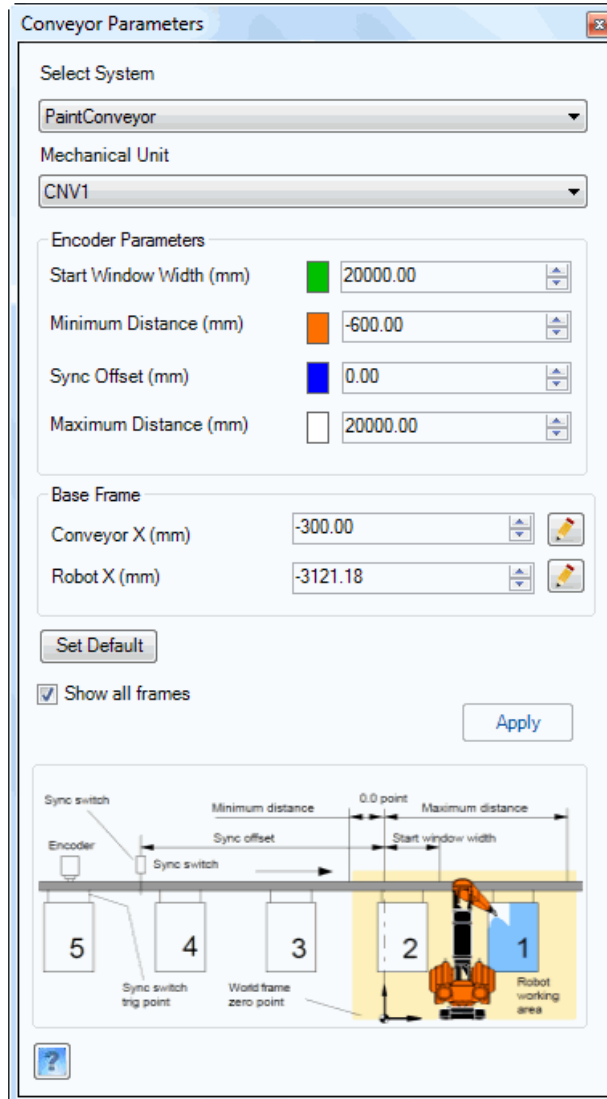 Conveyor Parameters
Select System
PaintConveyor
Mechanical Unit
CNV1
Encoder Parameters
Start Window Width (mm)
20000.00
Minimum Distance (mm)
-600.00
Sync Offset (mm)
0.00
Maximum Distance (mm)
20000.00
Base Frame
Conveyor X (mm)
-300.00
Robot X (mm)
-3121.18
Set Default
Show all frames
Apply
Sync switch
Minimum distance
0.0 point
Maximum distance
Encoder
Sync offset
Start window width
Sync switch
5
4
3
2
1
Sync switch
trig point
World frame
zero point
Robot
working
area
?